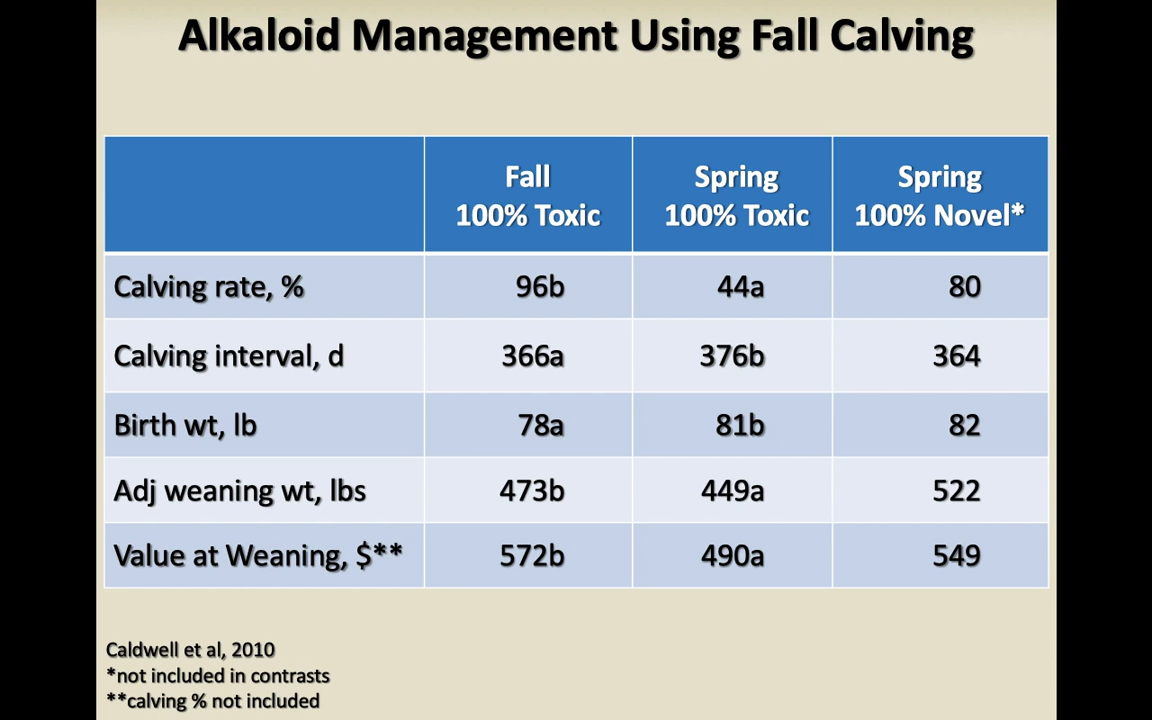 Alkaloid Management Using Fall Calving
Fall Spring Spring
100% Toxic 100% Toxic 100% Novel*
Calving rate, % 96b 44a 80
Calving interval, d 366a 376b 364
Birth wt, lb 78a 81b 82
Adj weaning wt, lbs 473b 449a 522
Value at Weaning, $** 572b 490a 549
Caldwell et al, 2010
*not included in contrasts
**calving % not included